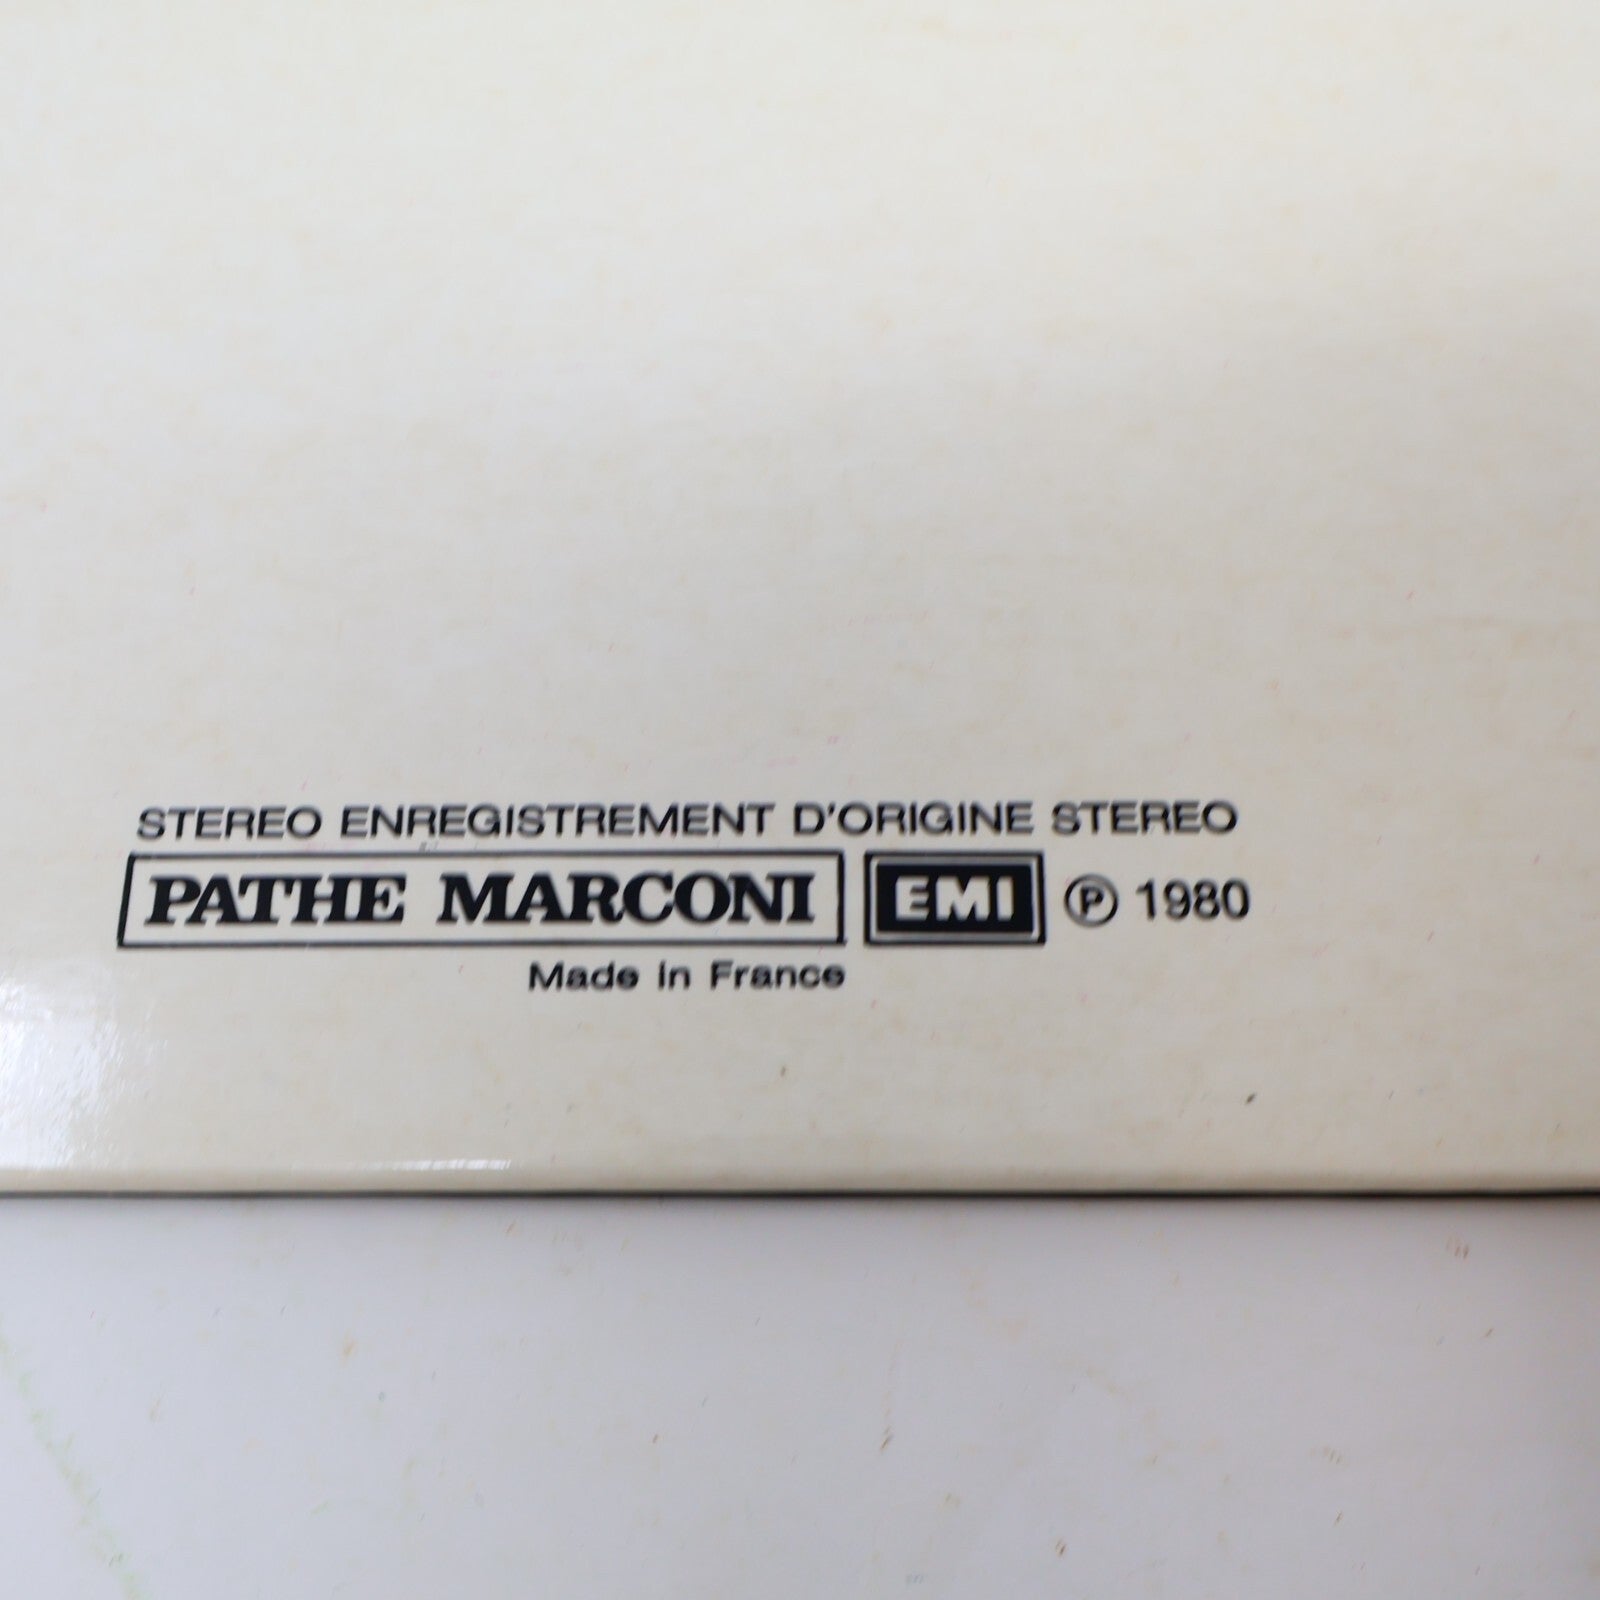 STEREO ENREGISTREMENT D'ORIGINE STEREO
PATHE MARCONI EMI ℗ 1980
Made in France